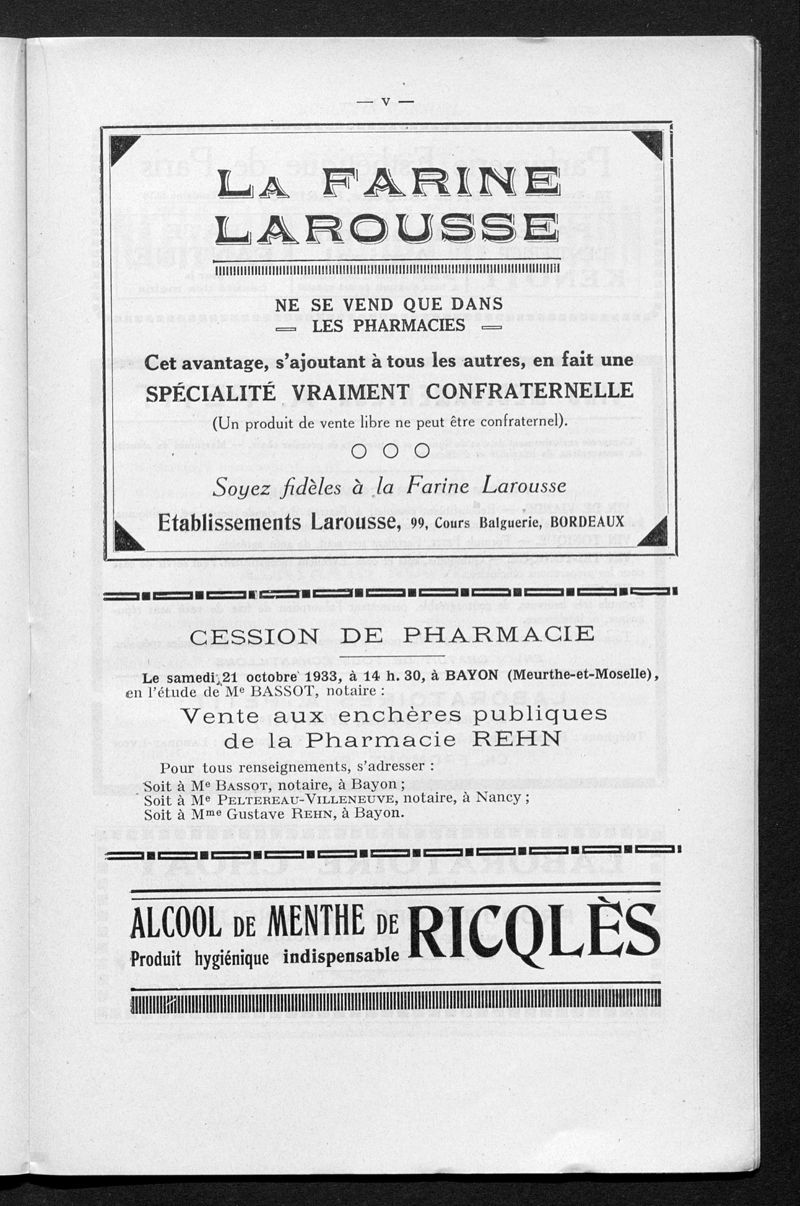 — V —
LA FARINE
LAROUSSE
NE SE VEND QUE DANS
LES PHARMACIES
Cet avantage, s'ajoutant à tous les autres, en fait une
SPÉCIALITÉ VRAIMENT CONFRATERNELLE
(Un produit de vente libre ne peut être confraternel).
Soyez fidèles à la Farine Larousse
Etablissements Larousse, 99, Cours Balguerie, BORDEAUX
CESSION DE PHARMACIE
Le samedi 21 octobre 1933, à 14 h. 30, à BAYON (Meurthe-et-Moselle),
en l'étude de Me BASSOT, notaire :
Vente aux enchères publiques
de la Pharmacie REHN
Pour tous renseignements, s'adresser :
Soit à Me BASSOT, notaire, à Bayon ;
Soit à Me PELTEREAU-VILLENEUVE, notaire, à Nancy ;
Soit à Mme Gustave REHN, à Bayon.
ALCOOL DE MENTHE DE RICQLÈS
Produit hygiénique indispensable